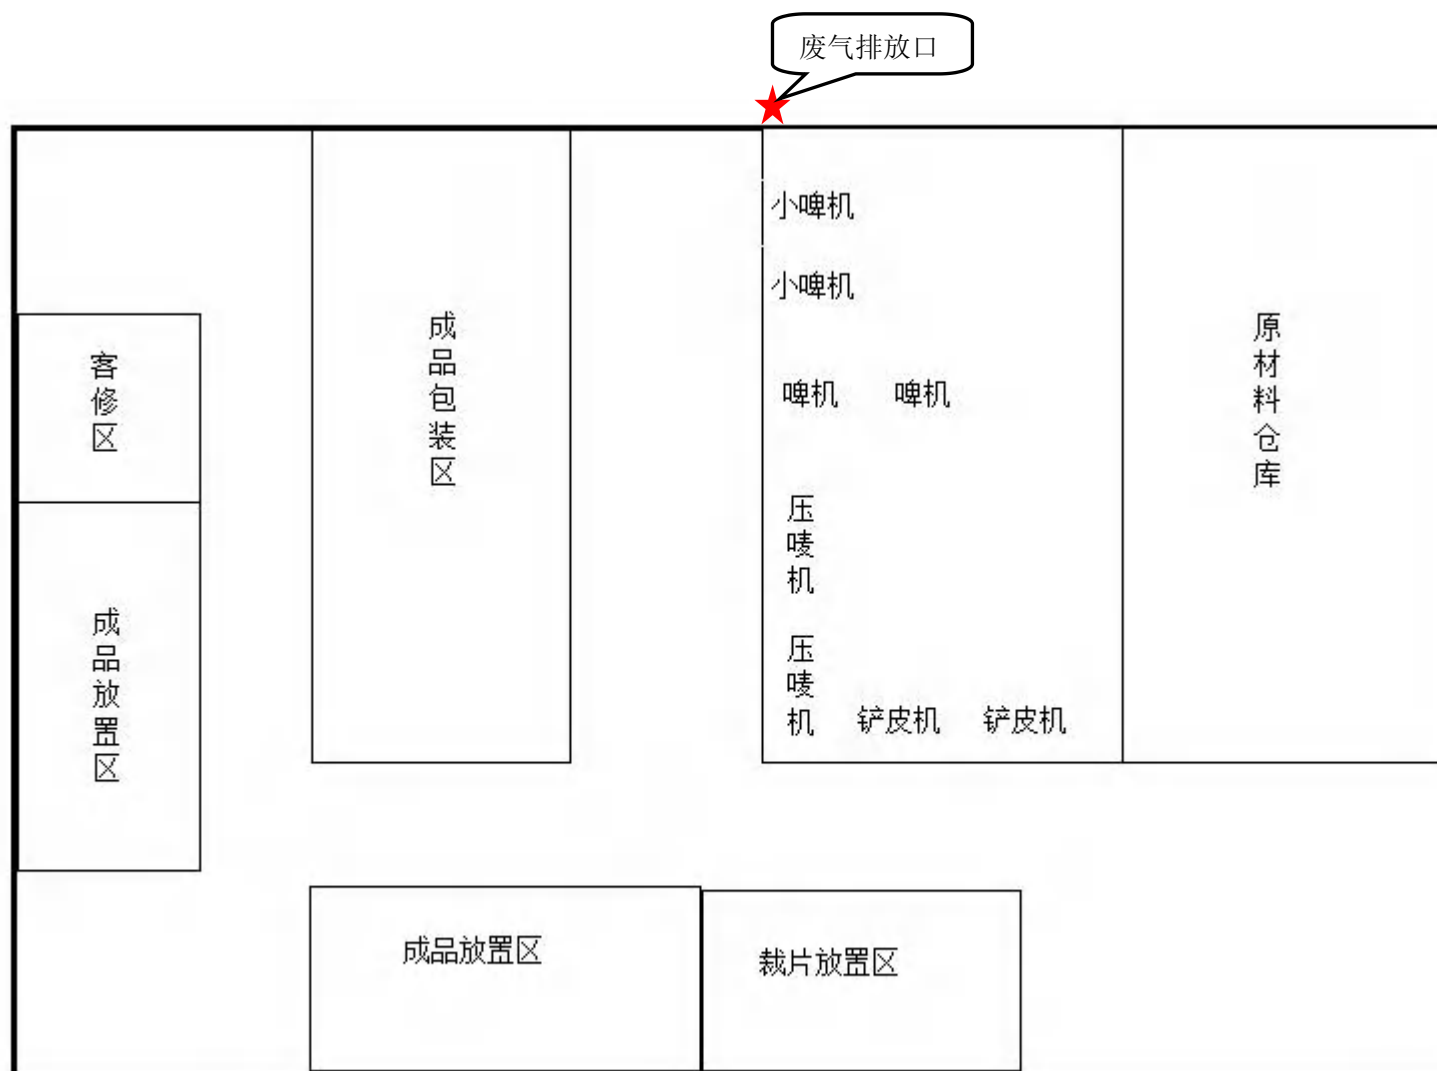 废气排放口
小啤机
小啤机
啤机
啤机
压唛机
压唛机
铲皮机
铲皮机
原材料仓库
成品包装区
客修区
成品放置区
成品放置区
裁片放置区